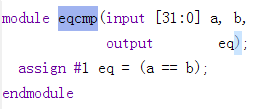 module eqcmp(input [31:0] a, b,
output eq);
assign #1 eq = (a == b);
endmodule